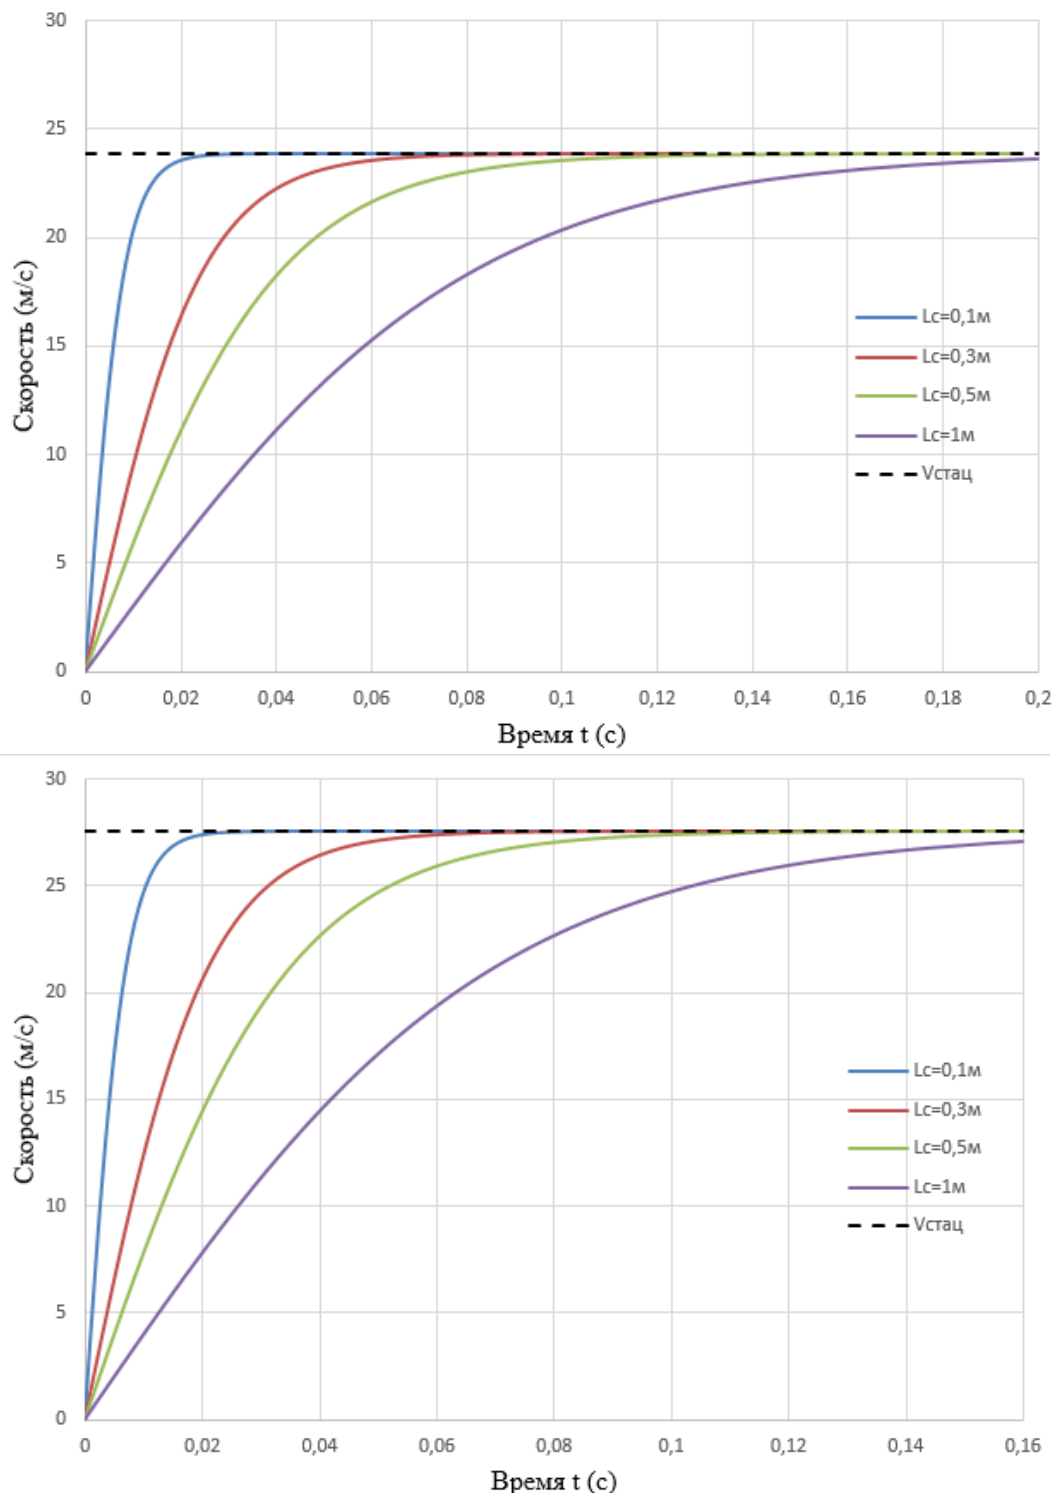 30
25
20
15
10
5
0
Скорость (м/с)
Lc=0,1м
Lc=0,3м
Lc=0,5м
Lc=1м
Vстац
0 0,02 0,04 0,06 0,08 0,1 0,12 0,14 0,16 0,18 0,2
Время t (с)
30
25
20
15
10
5
0
Скорость (м/с)
Lc=0,1м
Lc=0,3м
Lc=0,5м
Lc=1м
Vстац
0 0,02 0,04 0,06 0,08 0,1 0,12 0,14 0,16
Время t (с)